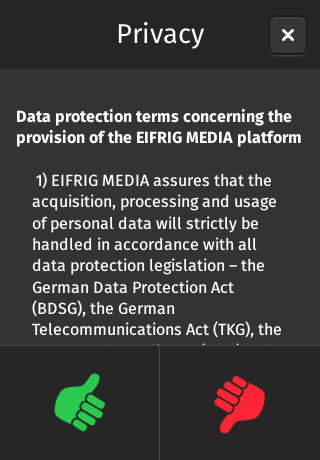 Privacy
Data protection terms concerning the
provision of the EIFRIG MEDIA platform
1) EIFRIG MEDIA assures that the
acquisition, processing and usage
of personal data will strictly be
handled in accordance with all
data protection legislation – the
German Data Protection Act
(BDSG), the German
Telecommunications Act (TKG), the